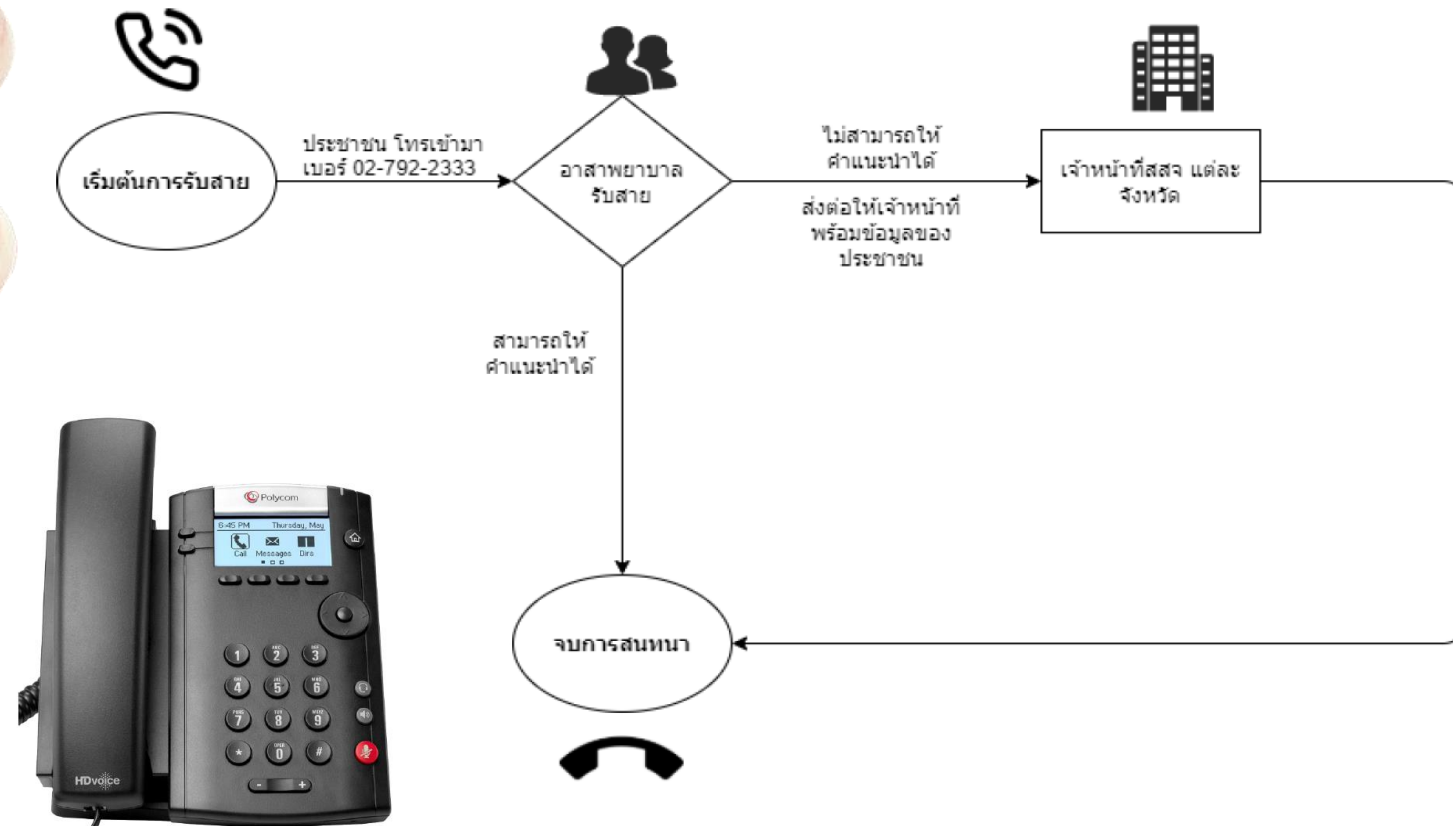 เริ่มต้นการรับสาย
ประชาชน โทรเข้ามา
เบอร์ 02-792-2333
อาสาพยาบาล
รับสาย
ไม่สามารถให้
คำแนะนำได้
ส่งต่อให้เจ้าหน้าที่
พร้อมข้อมูลของ
ประชาชน
เจ้าหน้าที่สสจ แต่ละ
จังหวัด
สามารถให้
คำแนะนำได้
จบการสนทนา
Polycom
6:45 PM Thursday, May
Call Messages Dirs
1 2 3
4 5 6
7 8 9
* 0 #
- +
HDvoice